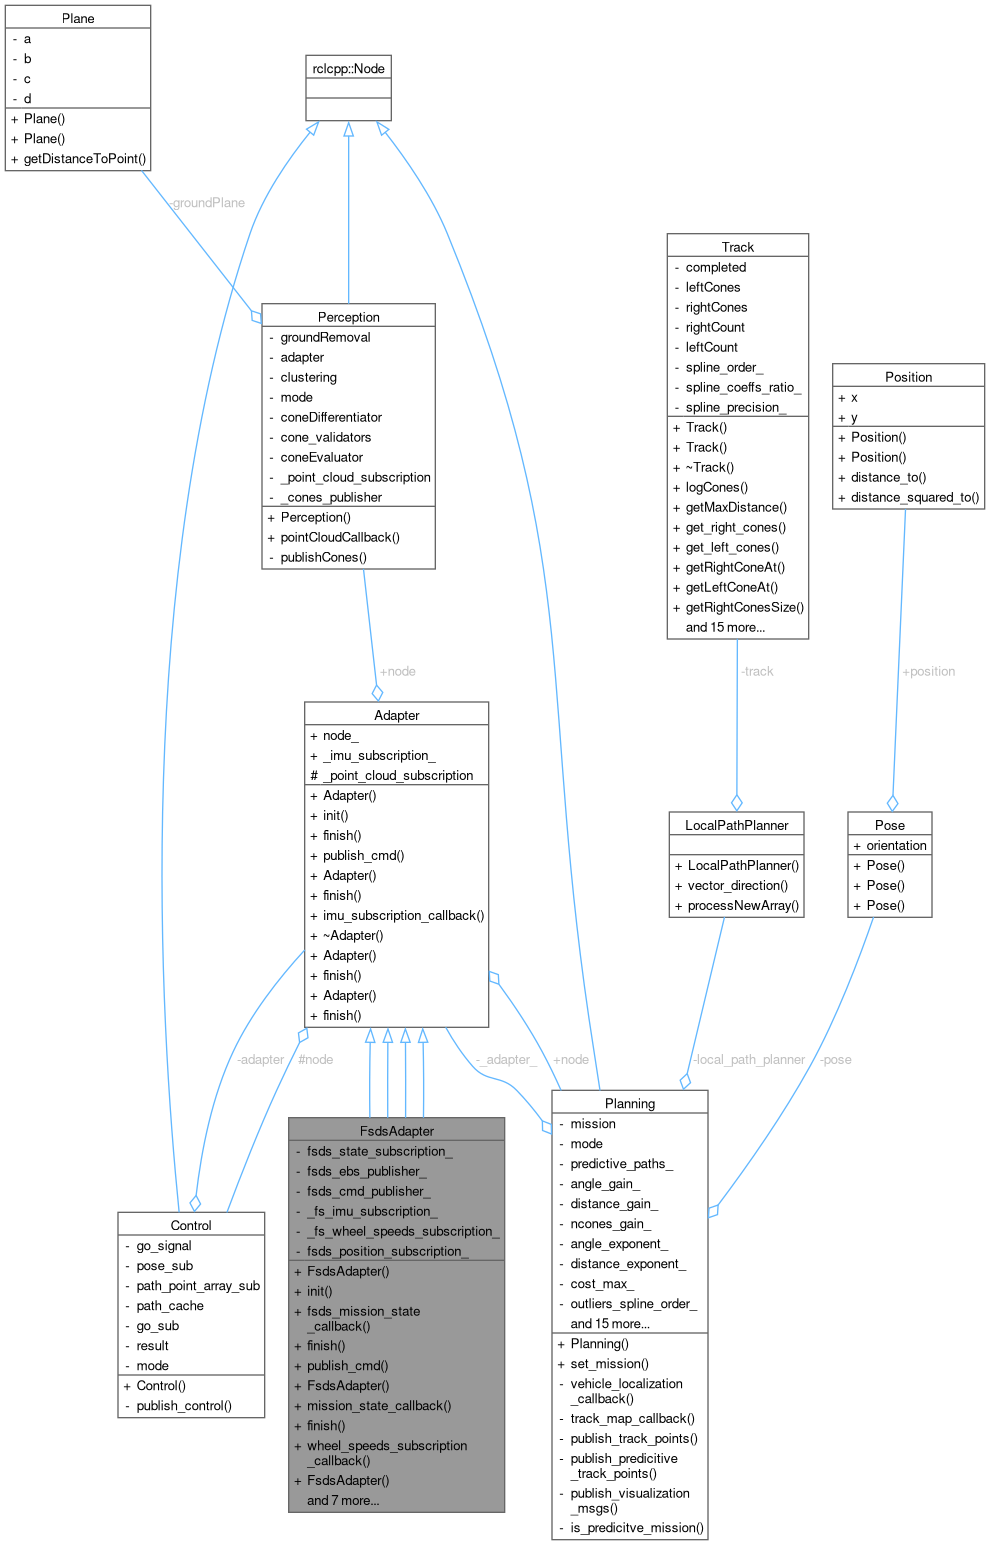 Plane
- a
- b
- c
- d
+ Plane()
+ Plane()
+ getDistanceToPoint()
rclcpp::Node
-groundPlane
Perception
- groundRemoval
- adapter
- clustering
- mode
- coneDifferentiator
- cone_validators
- coneEvaluator
- _point_cloud_subscription
- _cones_publisher
+ Perception()
+ pointCloudCallback()
- publishCones()
Track
- completed
- leftCones
- rightCones
- rightCount
- leftCount
- spline_order_
- spline_coeffs_ratio_
- spline_precision_
+ Track()
+ Track()
+ ~Track()
+ logCones()
+ getMaxDistance()
+ get_right_cones()
+ get_left_cones()
+ getRightConeAt()
+ getLeftConeAt()
+ getRightConesSize()
and 15 more...
Position
+ x
+ y
+ Position()
+ Position()
+ distance_to()
+ distance_squared_to()
+node
-track
+position
Adapter
+ node_
+ _imu_subscription_
# _point_cloud_subscription
+ Adapter()
+ init()
+ finish()
+ publish_cmd()
+ Adapter()
+ finish()
+ imu_subscription_callback()
+ ~Adapter()
+ Adapter()
+ finish()
+ Adapter()
+ finish()
LocalPathPlanner
+ LocalPathPlanner()
+ vector_direction()
+ processNewArray()
Pose
+ orientation
+ Pose()
+ Pose()
+ Pose()
-adapter
#node
-_adapter_
+node
-local_path_planner
-pose
FsdsAdapter
- fsds_state_subscription_
- fsds_ebs_publisher_
- fsds_cmd_publisher_
- _fs_imu_subscription_
- _fs_wheel_speeds_subscription_
- fsds_position_subscription_
+ FsdsAdapter()
+ init()
+ fsds_mission_state
_callback()
+ finish()
+ publish_cmd()
+ FsdsAdapter()
+ mission_state_callback()
+ finish()
+ wheel_speeds_subscription
_callback()
+ FsdsAdapter()
and 7 more...
Control
- go_signal
- pose_sub
- path_point_array_sub
- path_cache
- go_sub
- result
- mode
+ Control()
- publish_control()
Planning
- mission
- mode
- predictive_paths_
- angle_gain_
- distance_gain_
- ncones_gain_
- angle_exponent_
- distance_exponent_
- cost_max_
- outliers_spline_order_
and 15 more...
+ Planning()
+ set_mission()
- vehicle_localization
_callback()
- track_map_callback()
- publish_track_points()
- publish_predicitive
_track_points()
- publish_visualization
_msgs()
- is_predicitve_mission()